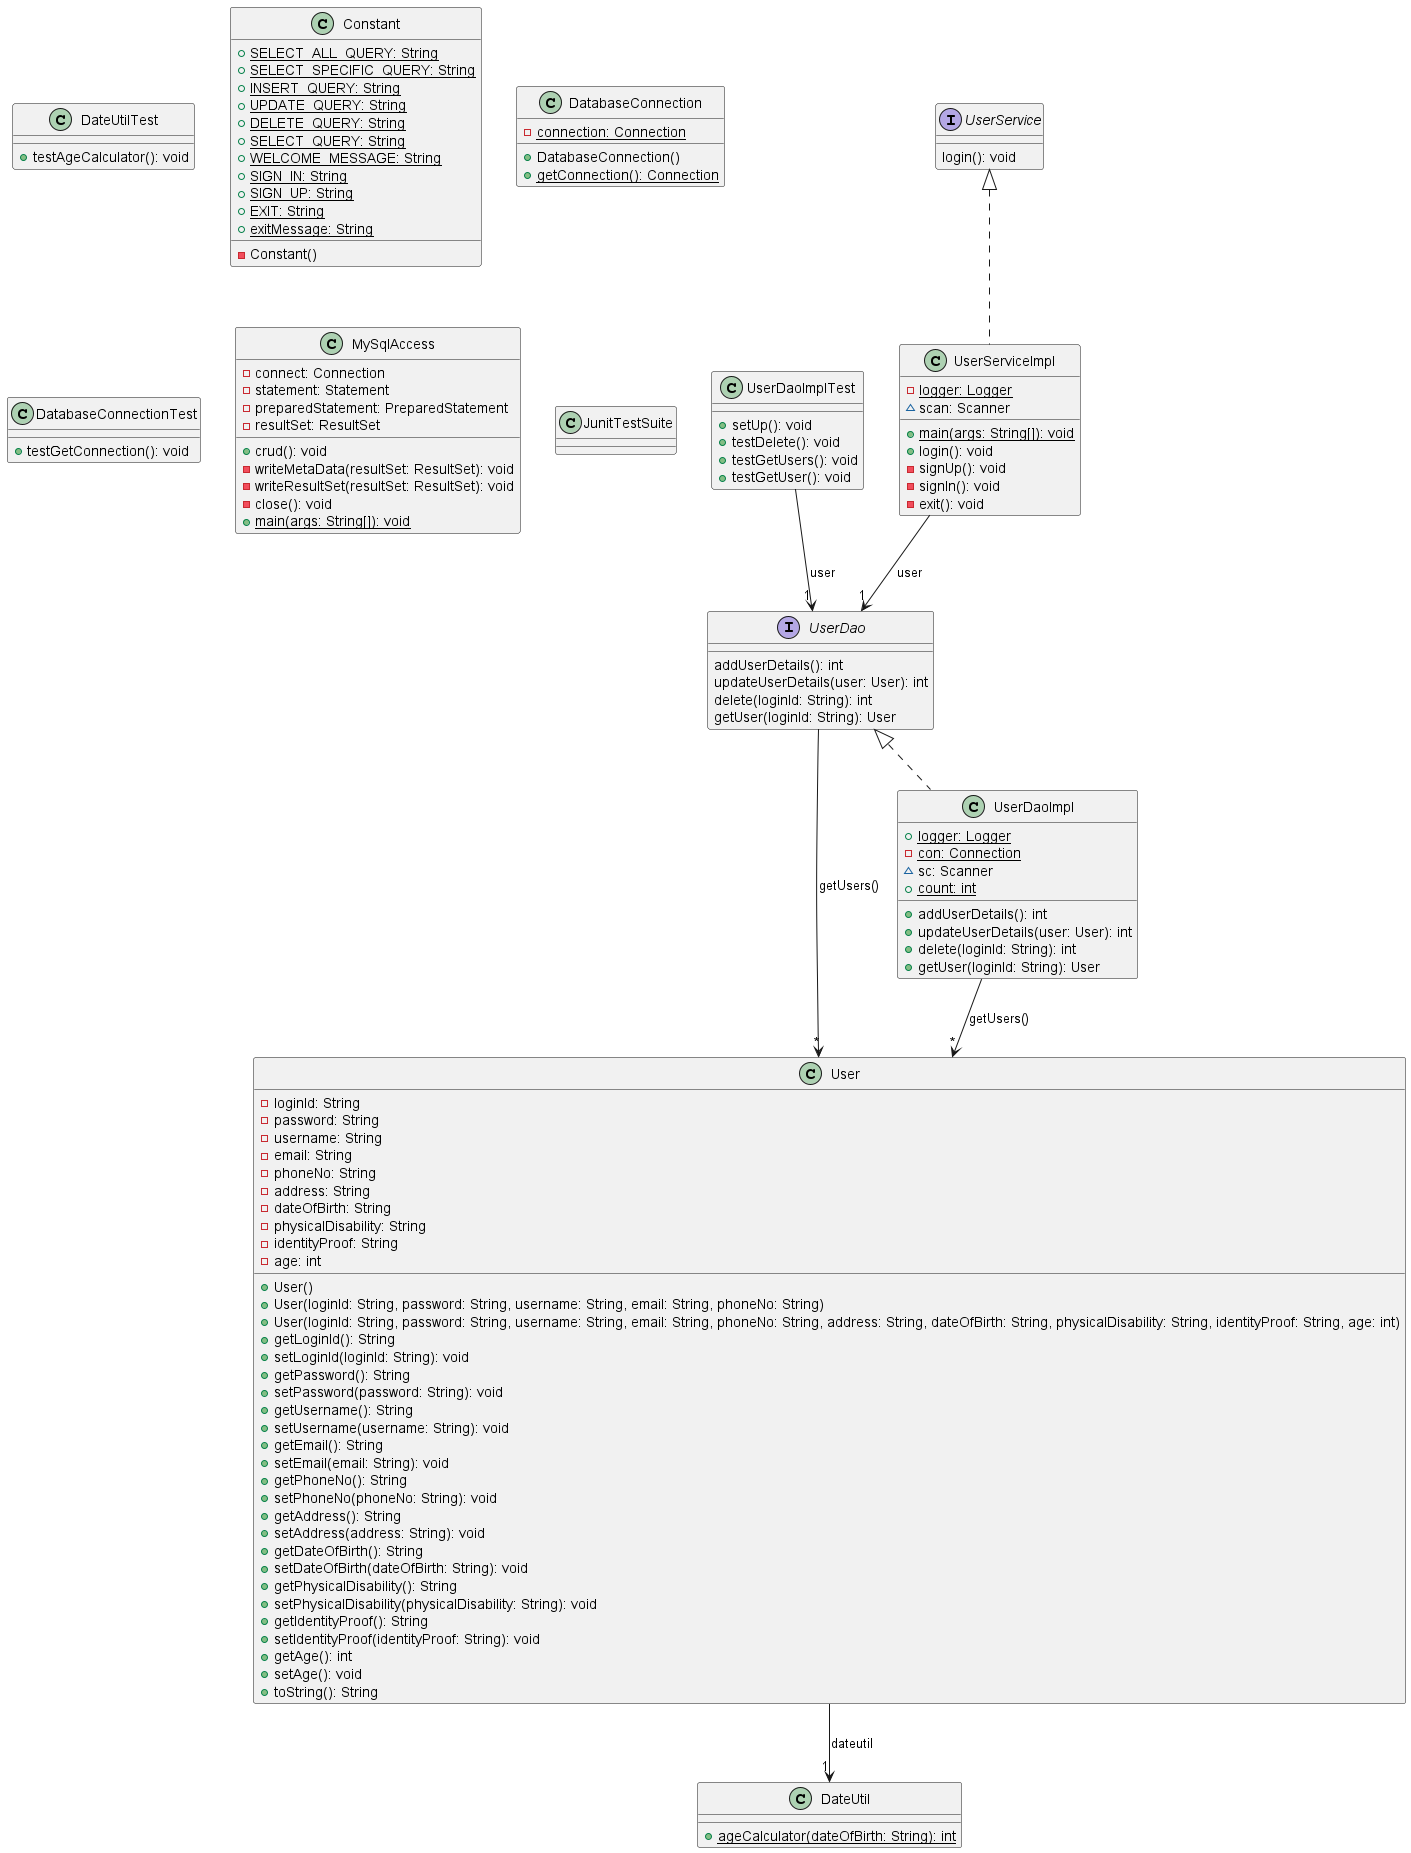 C DateUtilTest
testAgeCalculator(): void
C Constant
SELECT_ALL_QUERY: String
SELECT_SPECIFIC_QUERY: String
INSERT_QUERY: String
UPDATE_QUERY: String
DELETE_QUERY: String
SELECT_QUERY: String
WELCOME_MESSAGE: String
SIGN_IN: String
SIGN_UP: String
EXIT: String
exitMessage: String
Constant()
C DatabaseConnection
connection: Connection
DatabaseConnection()
getConnection(): Connection
I UserService
login(): void
C DatabaseConnectionTest
testGetConnection(): void
C MySqlAccess
connect: Connection
statement: Statement
preparedStatement: PreparedStatement
resultSet: ResultSet
crud(): void
writeMetaData(resultSet: ResultSet): void
writeResultSet(resultSet: ResultSet): void
close(): void
main(args: String[]): void
C JunitTestSuite
C UserDaoImplTest
setUp(): void
testDelete(): void
testGetUsers(): void
testGetUser(): void
C UserServiceImpl
logger: Logger
scan: Scanner
main(args: String[]): void
login(): void
signUp(): void
signIn(): void
exit(): void
user
1
user
1
I UserDao
addUserDetails(): int
updateUserDetails(user: User): int
delete(loginId: String): int
getUser(loginId: String): User
getUsers()
*
C UserDaoImpl
logger: Logger
con: Connection
sc: Scanner
count: int
addUserDetails(): int
updateUserDetails(user: User): int
delete(loginId: String): int
getUser(loginId: String): User
getUsers()
*
C User
loginId: String
password: String
username: String
email: String
phoneNo: String
address: String
dateOfBirth: String
physicalDisability: String
identityProof: String
age: int
User()
User(loginId: String, password: String, username: String, email: String, phoneNo: String)
User(loginId: String, password: String, username: String, email: String, phoneNo: String, address: String, dateOfBirth: String, physicalDisability: String, identityProof: String, age: int)
getLoginId(): String
setLoginId(loginId: String): void
getPassword(): String
setPassword(password: String): void
getUsername(): String
setUsername(username: String): void
getEmail(): String
setEmail(email: String): void
getPhoneNo(): String
setPhoneNo(phoneNo: String): void
getAddress(): String
setAddress(address: String): void
getDateOfBirth(): String
setDateOfBirth(dateOfBirth: String): void
getPhysicalDisability(): String
setPhysicalDisability(physicalDisability: String): void
getIdentityProof(): String
setIdentityProof(identityProof: String): void
getAge(): int
setAge(): void
toString(): String
dateutil
1
C DateUtil
ageCalculator(dateOfBirth: String): int